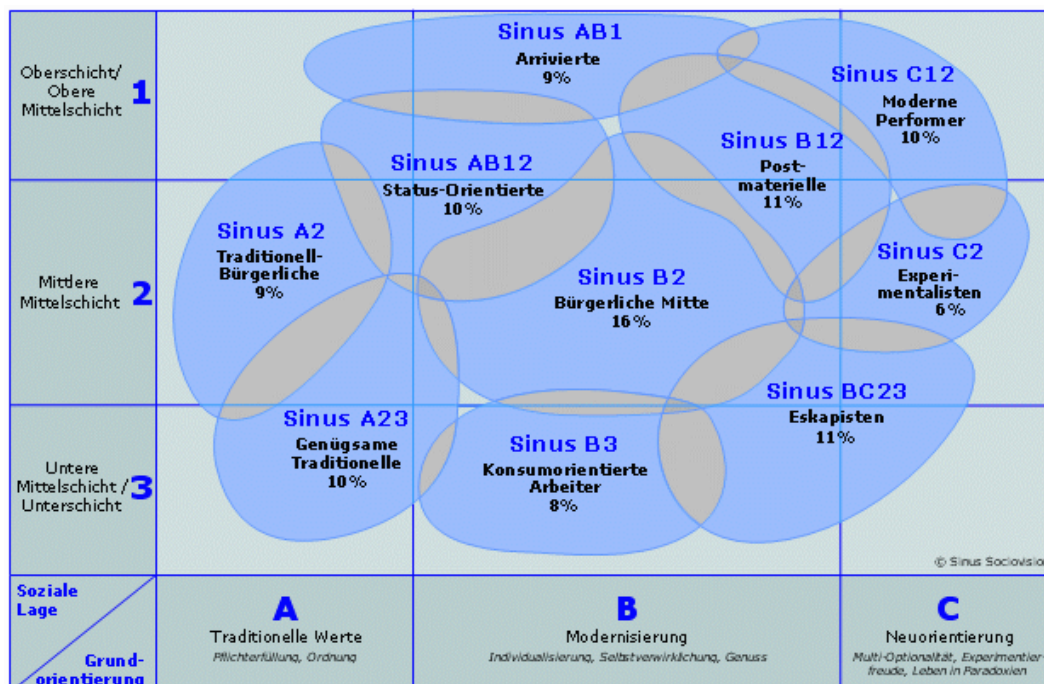 Sinus AB1
Arrivierte
9%
Oberschicht/
Obere
Mittelschicht
1
Sinus C12
Moderne
Performer
10%
Sinus B12
Post-
materielle
11%
Sinus AB12
Status-Orientierte
10%
Sinus A2
Traditionell-
Bürgerliche
9%
Mittlere
Mittelschicht
2
Sinus B2
Bürgerliche Mitte
16%
Sinus C2
Experi-
mentalisten
6%
Sinus BC23
Eskapisten
11%
Sinus A23
Genügsame
Traditionelle
10%
Sinus B3
Konsumorientierte
Arbeiter
8%
Untere
Mittelschicht /
Unterschicht
3
© Sinus Sociovision
Soziale
Lage
Grund-
orientierung
A
Traditionelle Werte
Pflichterfüllung, Ordnung
B
Modernisierung
Individualisierung, Selbstverwirklichung, Genuss
C
Neuorientierung
Multi-Optionalität, Experimentier-
freude, Leben in Paradoxien